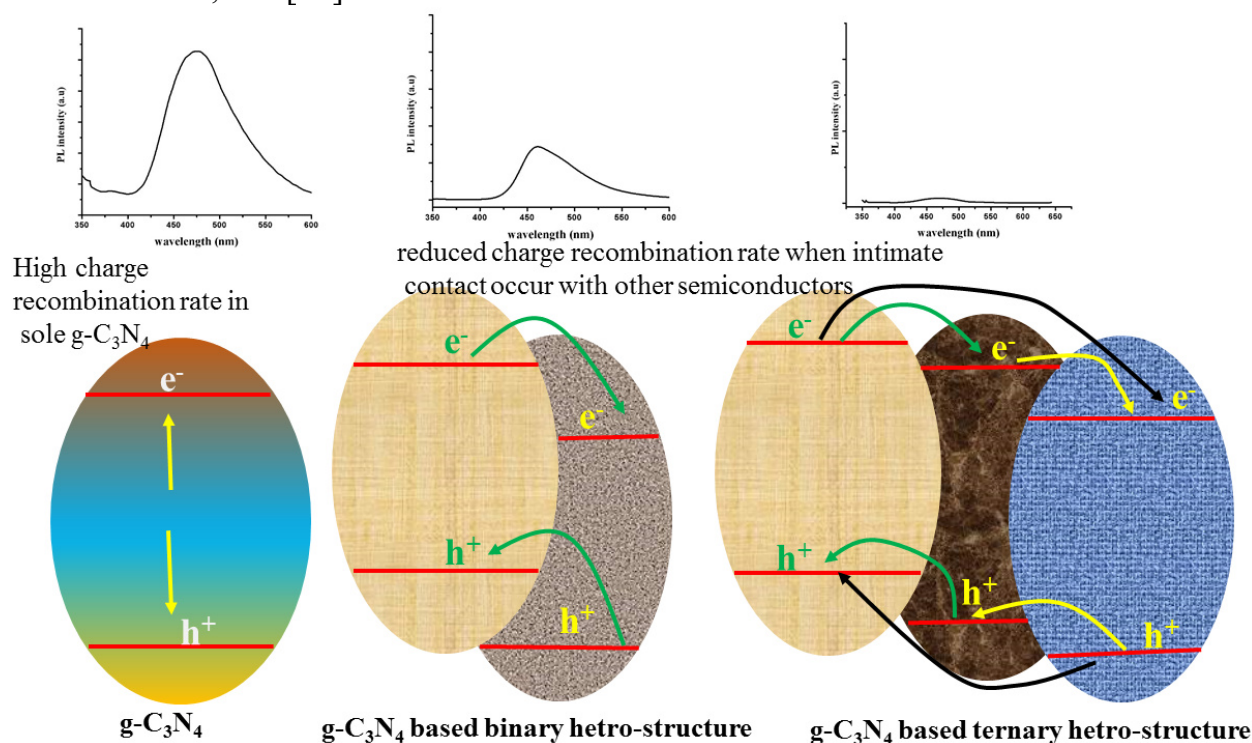 PL intensity (a.u)
350 400 450 500 550 600
wavelength (nm)
PL intensity (a.u)
350 400 450 500 550 600
wavelength (nm)
PL intensity (a.u)
350 400 450 500 550 600 650
wavelength (nm)
High charge
recombination rate in
sole g-C₃N₄
reduced charge recombination rate when intimate
contact occur with other semiconductors
e⁻
h⁺
g-C₃N₄
e⁻
e⁻
h⁺
h⁺
g-C₃N₄ based binary hetro-structure
e⁻
e⁻
e⁻
h⁺
h⁺
h⁺
g-C₃N₄ based ternary hetro-structure